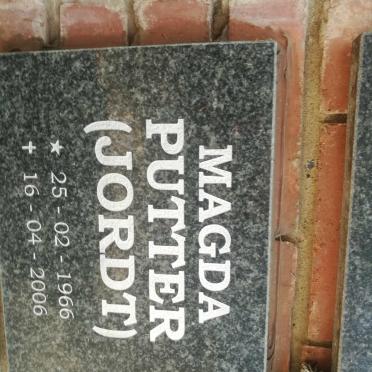 MAGDA
PUTTER
(JORDT)
★ 25 - 02 - 1966
✝ 16 - 04 - 2006